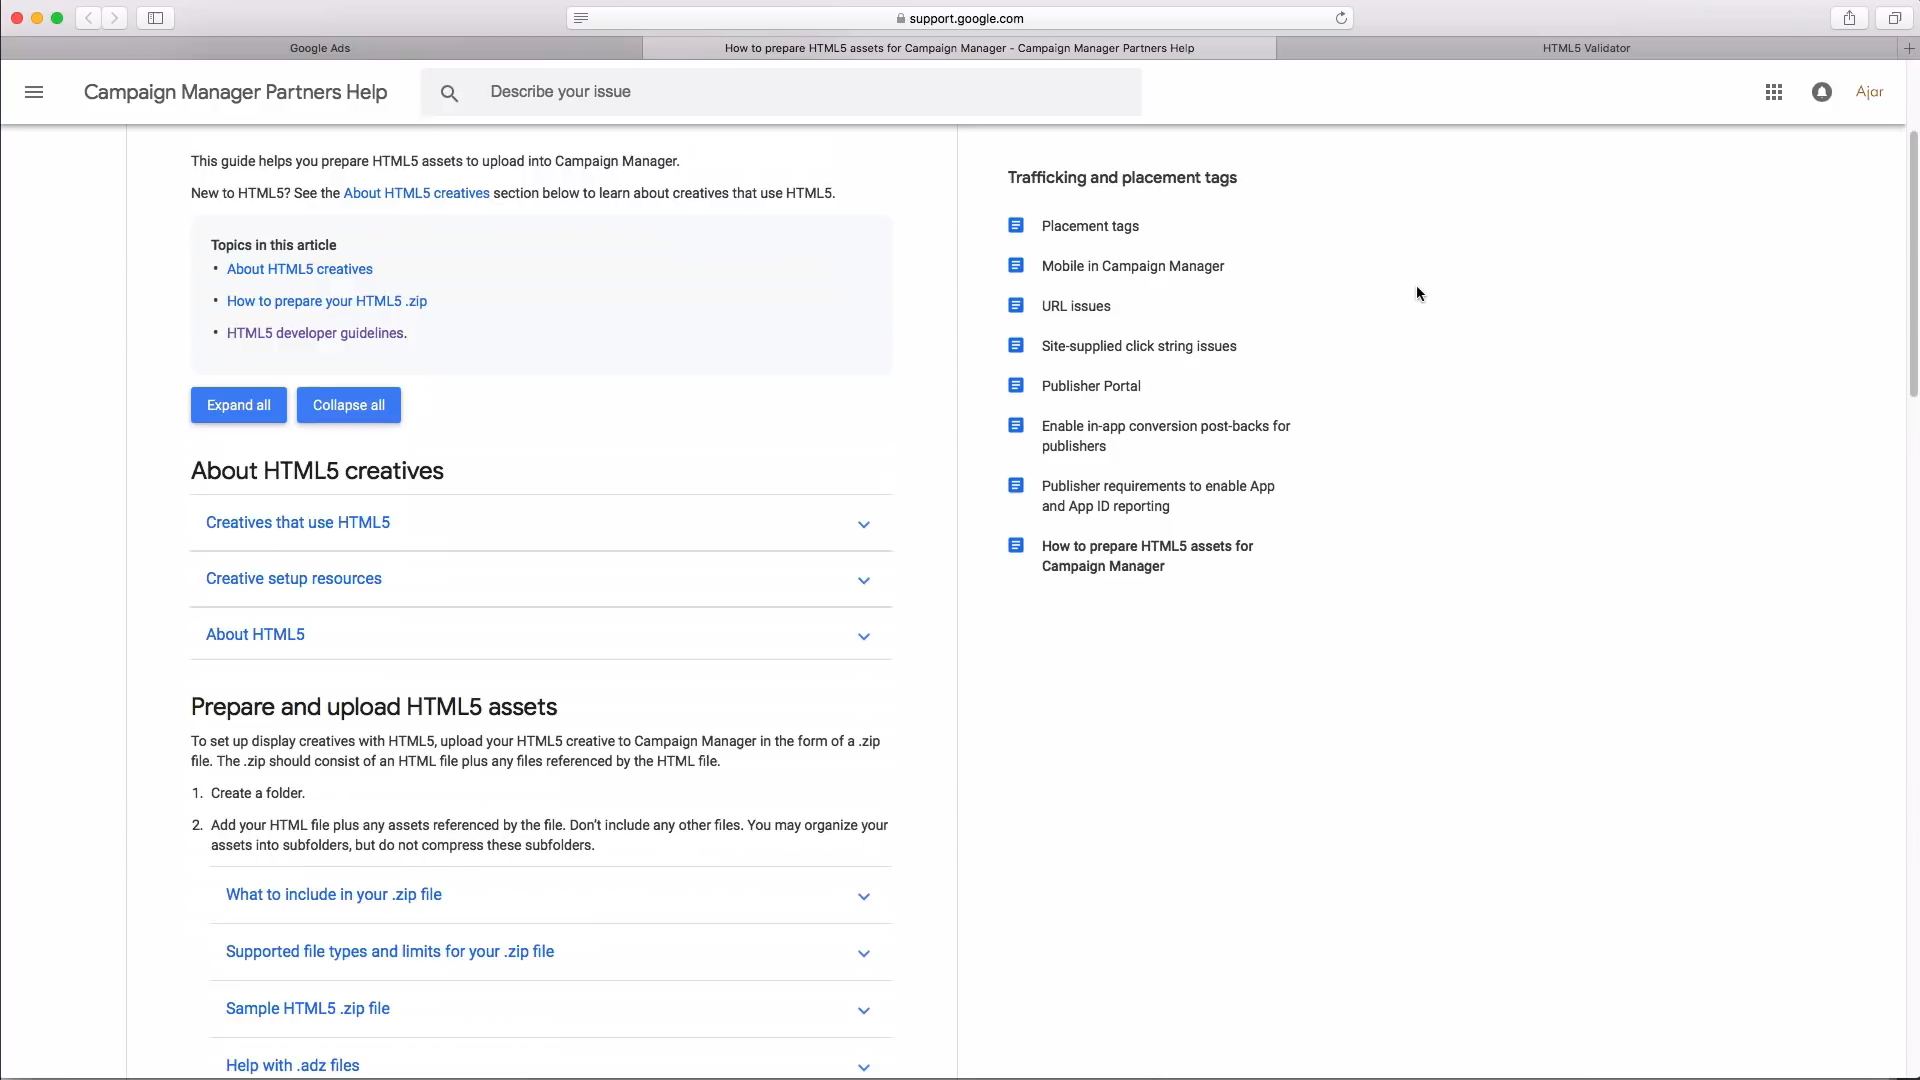 support.google.com
Google Ads
How to prepare HTML5 assets for Campaign Manager - Campaign Manager Partners Help
HTML5 Validator
Campaign Manager Partners Help
Describe your issue
Ajar
This guide helps you prepare HTML5 assets to upload into Campaign Manager.
New to HTML5? See the About HTML5 creatives section below to learn about creatives that use HTML5.
Topics in this article
• About HTML5 creatives
• How to prepare your HTML5 .zip
• HTML5 developer guidelines.
Expand all
Collapse all
About HTML5 creatives
Creatives that use HTML5
Creative setup resources
About HTML5
Prepare and upload HTML5 assets
To set up display creatives with HTML5, upload your HTML5 creative to Campaign Manager in the form of a .zip
file. The .zip should consist of an HTML file plus any files referenced by the HTML file.
1. Create a folder.
2. Add your HTML file plus any assets referenced by the file. Don't include any other files. You may organize your
assets into subfolders, but do not compress these subfolders.
What to include in your .zip file
Supported file types and limits for your .zip file
Sample HTML5 .zip file
Help with .adz files
Trafficking and placement tags
Placement tags
Mobile in Campaign Manager
URL issues
Site-supplied click string issues
Publisher Portal
Enable in-app conversion post-backs for
publishers
Publisher requirements to enable App
and App ID reporting
How to prepare HTML5 assets for
Campaign Manager